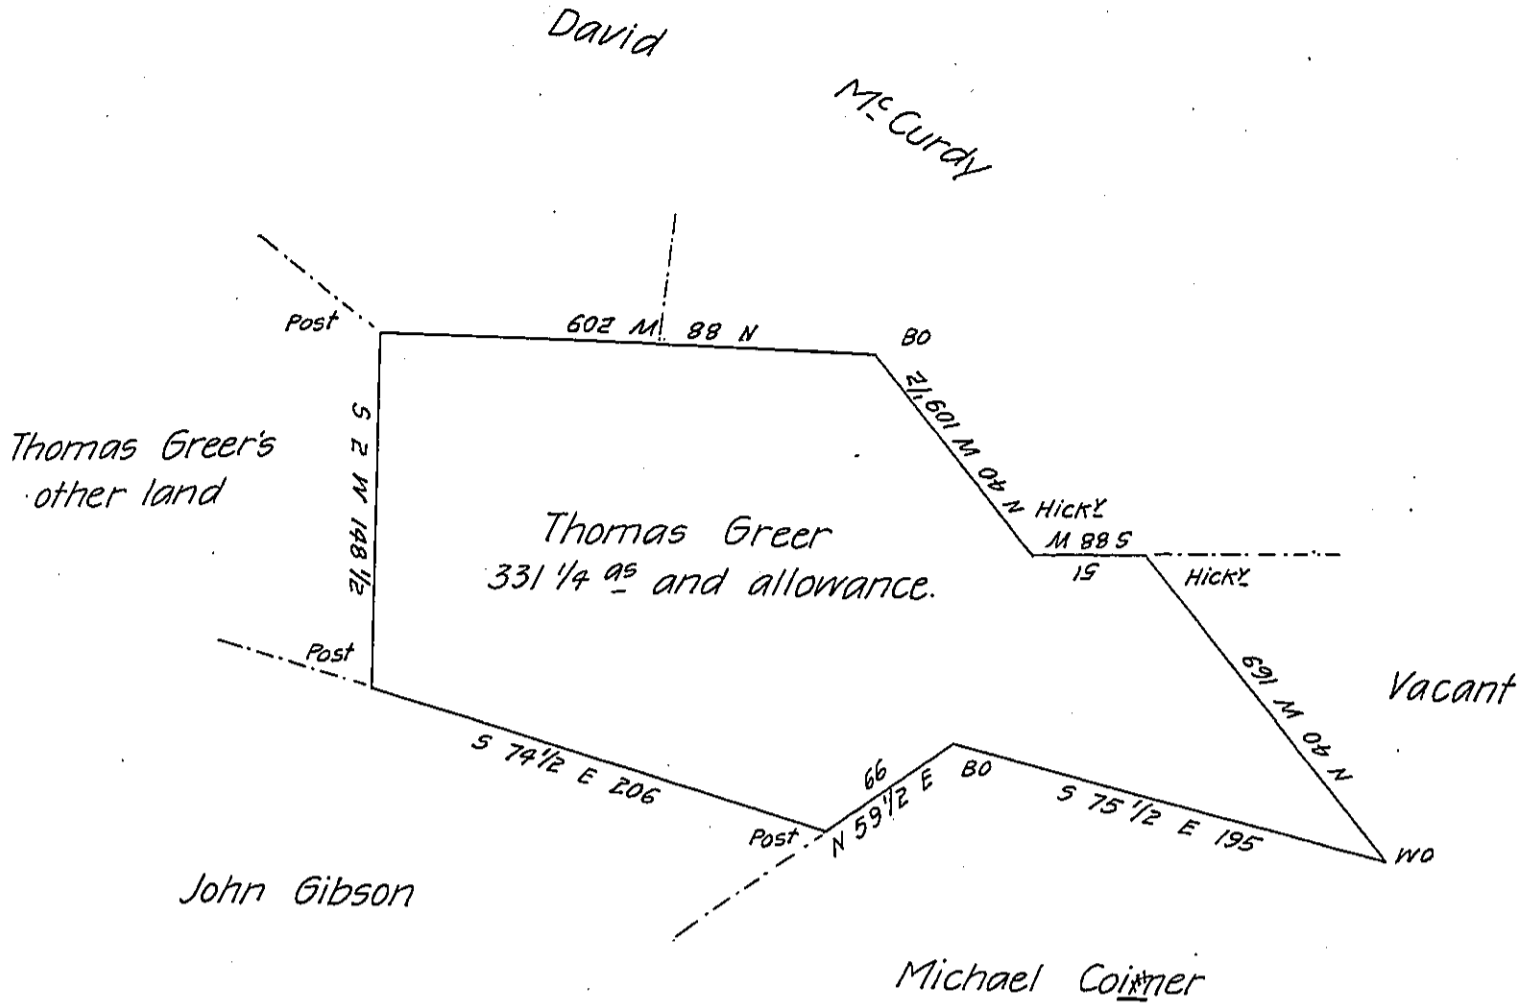 David
McCurdy
Post
N 88 W 209
BO
N 40 W 109 1/2
Hicky
S 88 W
51
Hicky
S 2 W 148 1/2
Thomas Greer's
other land
Thomas Greer
331 1/4 as and allowance.
N 40 W 169
Vacant
Post
S 74 1/2 E 206
Post
66
N 59 1/2 E
BO
S 75 1/2 E 195
WO
John Gibson
Michael